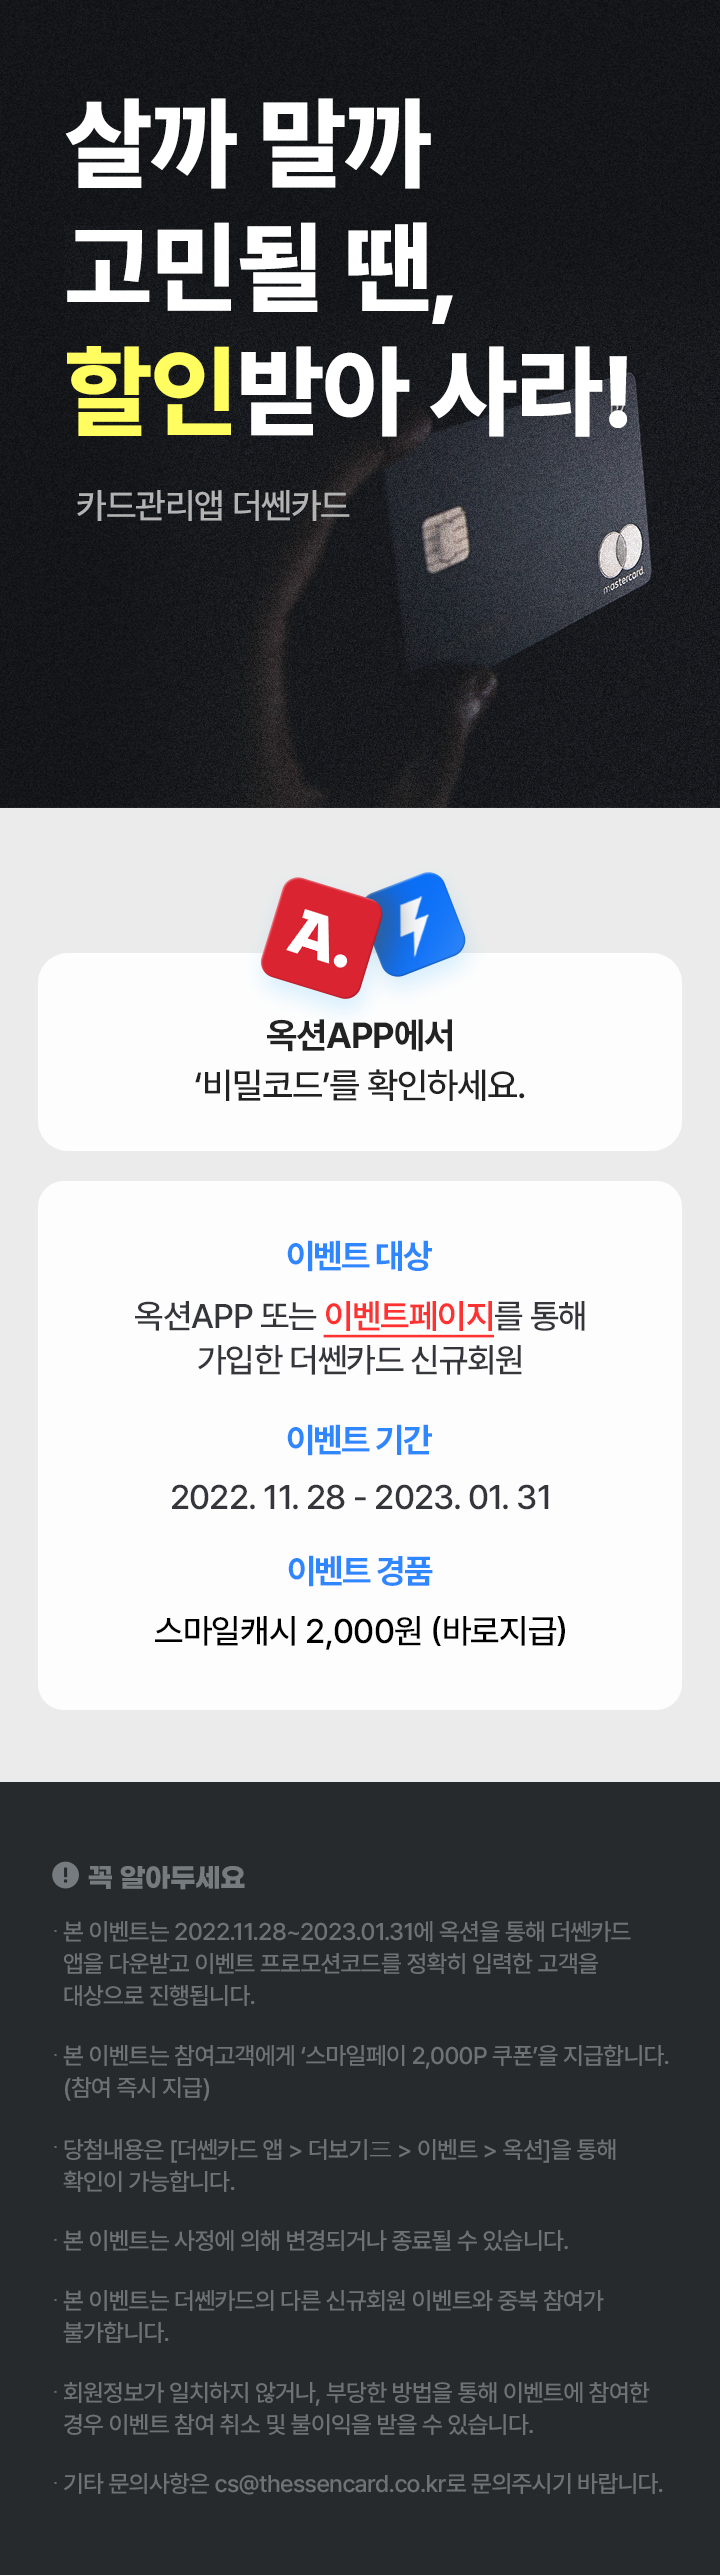 살까 말까
고민될 땐,
할인받아 사라!
카드관리앱 더쎈카드
mastercard
A.
옥션APP에서
‘비밀코드’를 확인하세요.
이벤트 대상
옥션APP 또는 이벤트페이지를 통해
가입한 더쎈카드 신규회원
이벤트 기간
2022. 11. 28 - 2023. 01. 31
이벤트 경품
스마일캐시 2,000원 (바로지급)
! 꼭 알아두세요
· 본 이벤트는 2022.11.28~2023.01.31에 옥션을 통해 더쎈카드
앱을 다운받고 이벤트 프로모션코드를 정확히 입력한 고객을
대상으로 진행됩니다.
· 본 이벤트는 참여고객에게 ‘스마일페이 2,000P 쿠폰’을 지급합니다.
(참여 즉시 지급)
· 당첨내용은 [더쎈카드 앱 > 더보기☰ > 이벤트 > 옥션]을 통해
확인이 가능합니다.
· 본 이벤트는 사정에 의해 변경되거나 종료될 수 있습니다.
· 본 이벤트는 더쎈카드의 다른 신규회원 이벤트와 중복 참여가
불가합니다.
· 회원정보가 일치하지 않거나, 부당한 방법을 통해 이벤트에 참여한
경우 이벤트 참여 취소 및 불이익을 받을 수 있습니다.
· 기타 문의사항은 cs@thessencard.co.kr로 문의주시기 바랍니다.